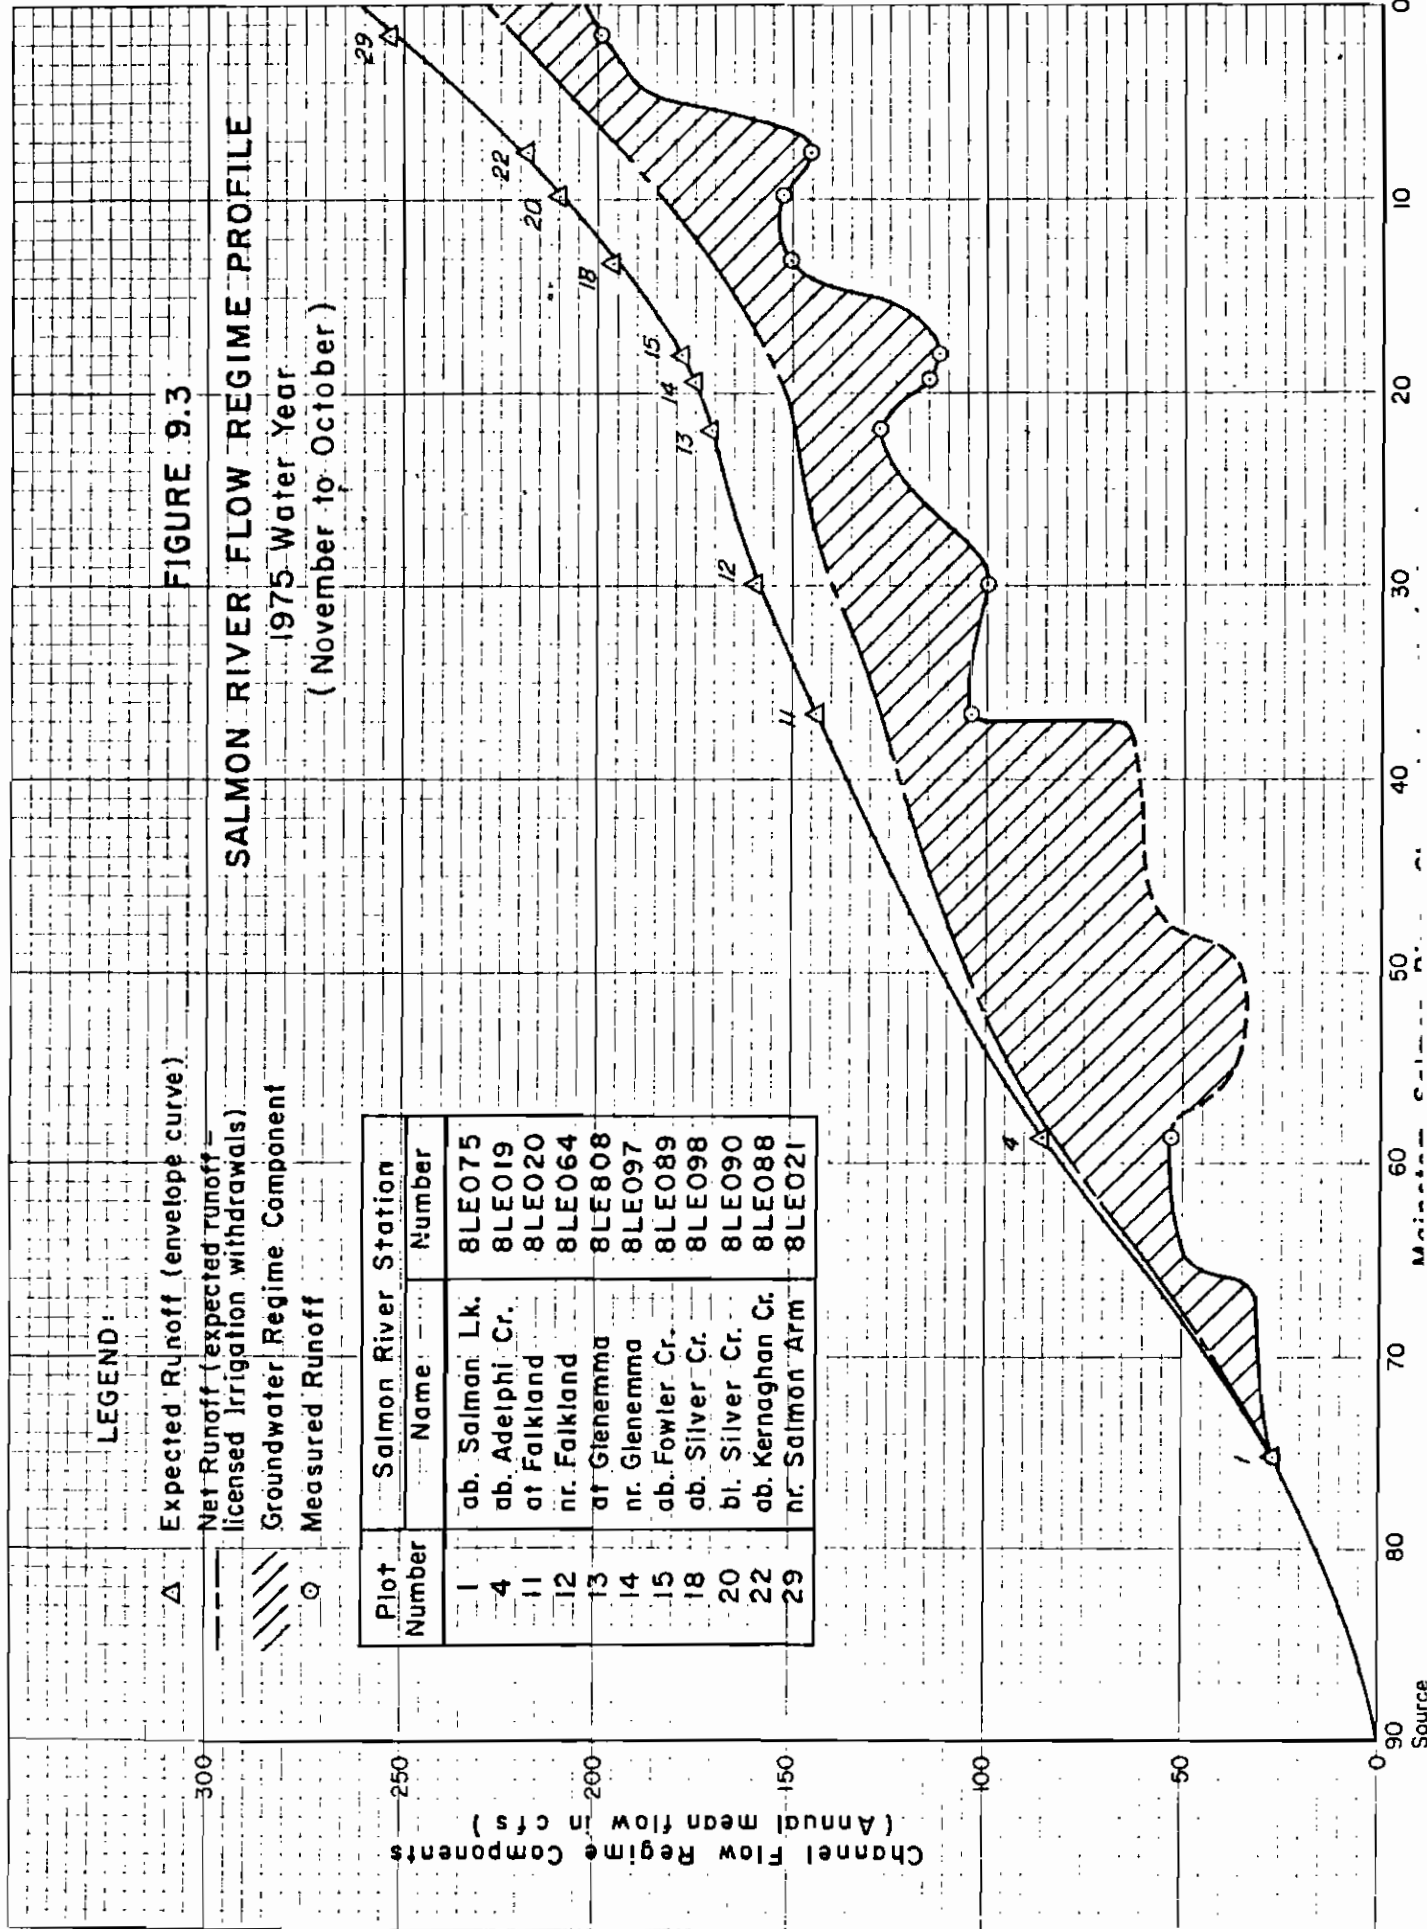 FIGURE 9.3
SALMON RIVER FLOW REGIME PROFILE
1975 Water Year
(November to October)
LEGEND:
Expected Runoff (envelope curve)
Net Runoff (expected runoff-
licensed Irrigation withdrawals)
Groundwater Regime Component
Measured Runoff
Plot Number Salmon River Station
Name Number
1 ab. Salman Lk. 8LE075
4 ab. Adelphi Cr. 8LE019
11 at Falkland 8LE020
12 nr. Falkland 8LE064
13 at Glenemma 8LE808
14 nr. Glenemma 8LE097
15 ab. Fowler Cr. 8LE089
18 ab. Silver Cr. 8LE098
20 bl. Silver Cr. 8LE090
22 ab. Kernaghan Cr. 8LE088
29 nr. Salmon Arm 8LE021
Channel Flow Regime Components
(Annual mean flow in cfs)
300
250
200
150
100
50
0
1
4
11
12
13
14
15
18
20
22
29
90 80 70 60 50 40 30 20 10 0
Source